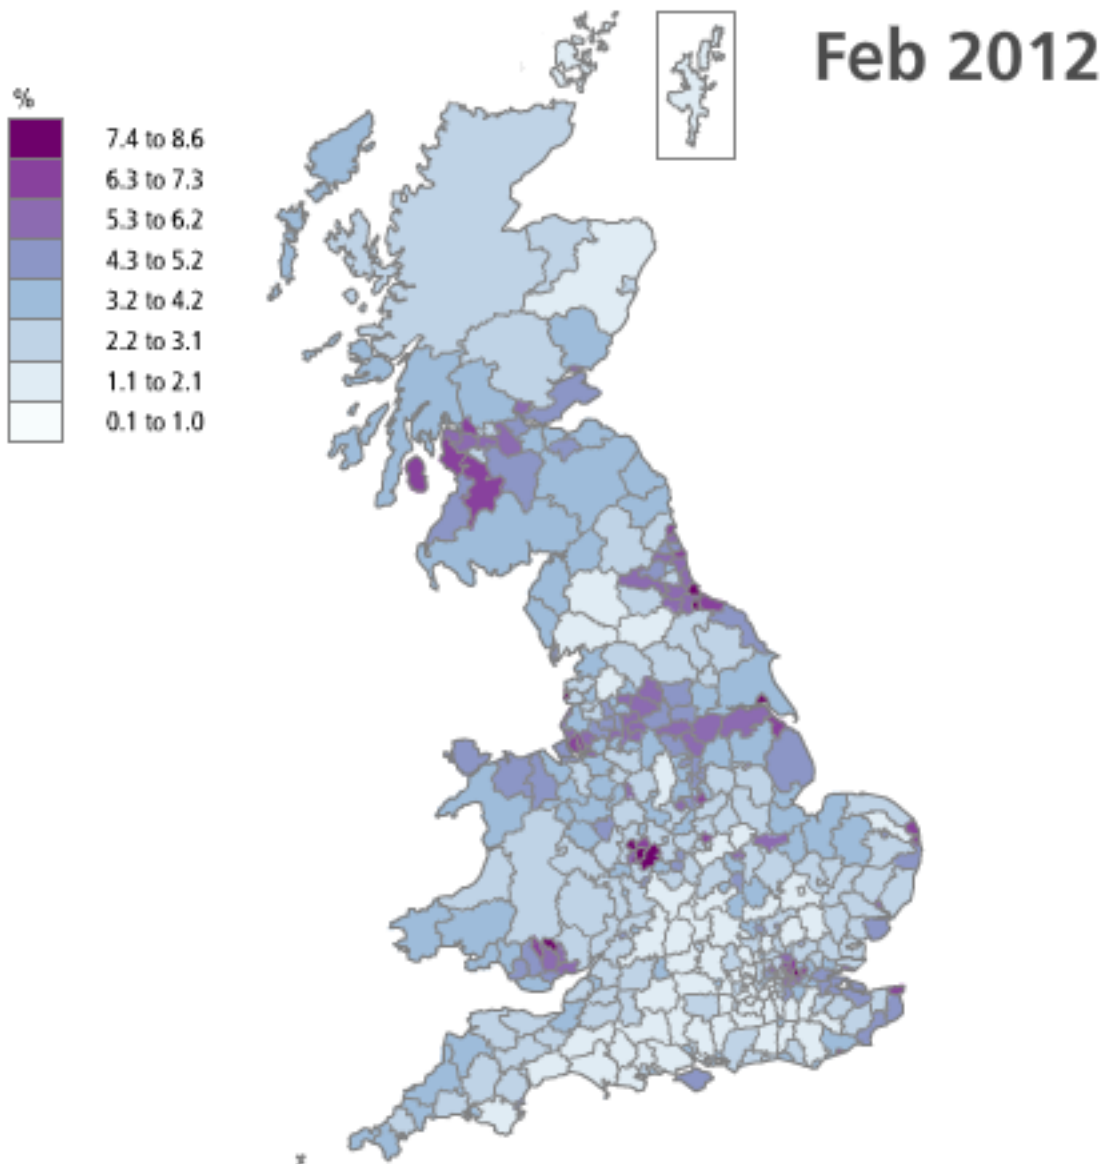 Feb 2012
%
7.4 to 8.6
6.3 to 7.3
5.3 to 6.2
4.3 to 5.2
3.2 to 4.2
2.2 to 3.1
1.1 to 2.1
0.1 to 1.0